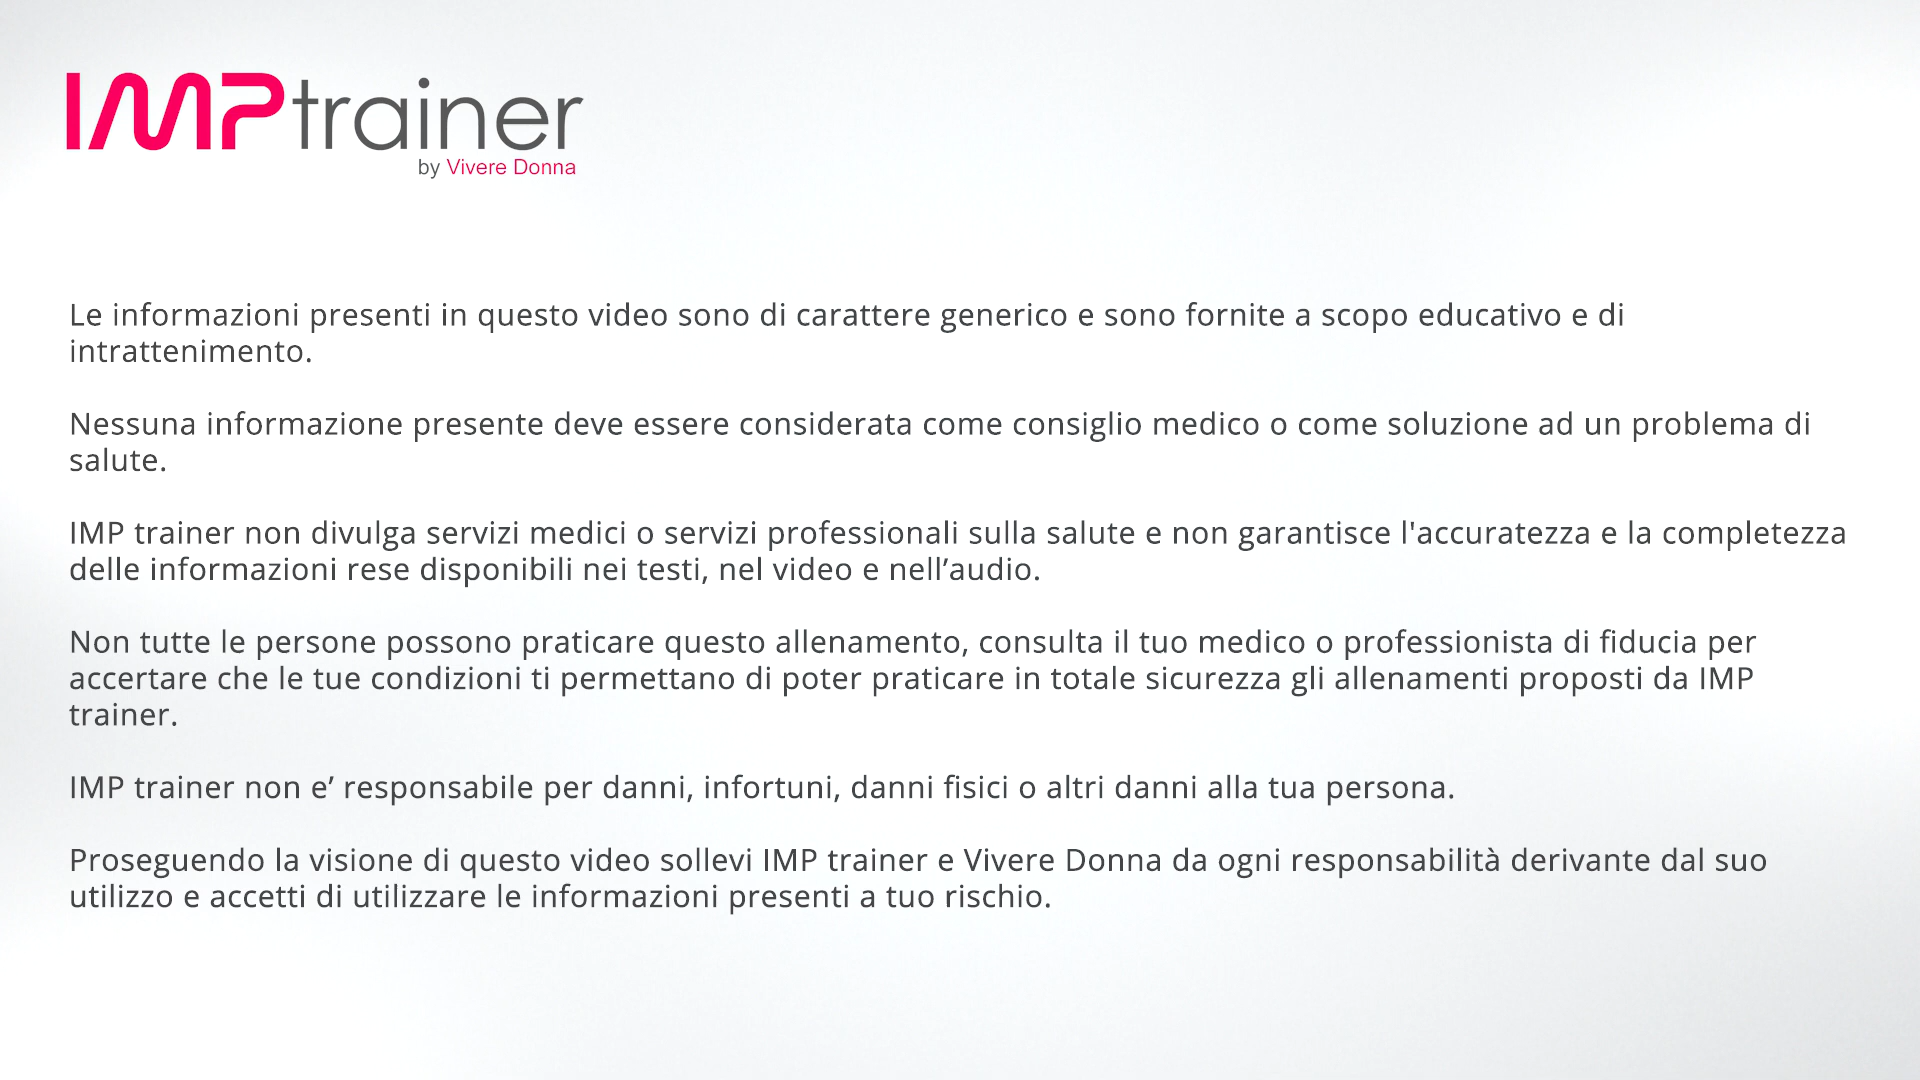 IMPtrainer
by Vivere Donna
Le informazioni presenti in questo video sono di carattere generico e sono fornite a scopo educativo e di
intrattenimento.
Nessuna informazione presente deve essere considerata come consiglio medico o come soluzione ad un problema di
salute.
IMP trainer non divulga servizi medici o servizi professionali sulla salute e non garantisce l'accuratezza e la completezza
delle informazioni rese disponibili nei testi, nel video e nell’audio.
Non tutte le persone possono praticare questo allenamento, consulta il tuo medico o professionista di fiducia per
accertare che le tue condizioni ti permettano di poter praticare in totale sicurezza gli allenamenti proposti da IMP
trainer.
IMP trainer non e’ responsabile per danni, infortuni, danni fisici o altri danni alla tua persona.
Proseguendo la visione di questo video sollevi IMP trainer e Vivere Donna da ogni responsabilità derivante dal suo
utilizzo e accetti di utilizzare le informazioni presenti a tuo rischio.